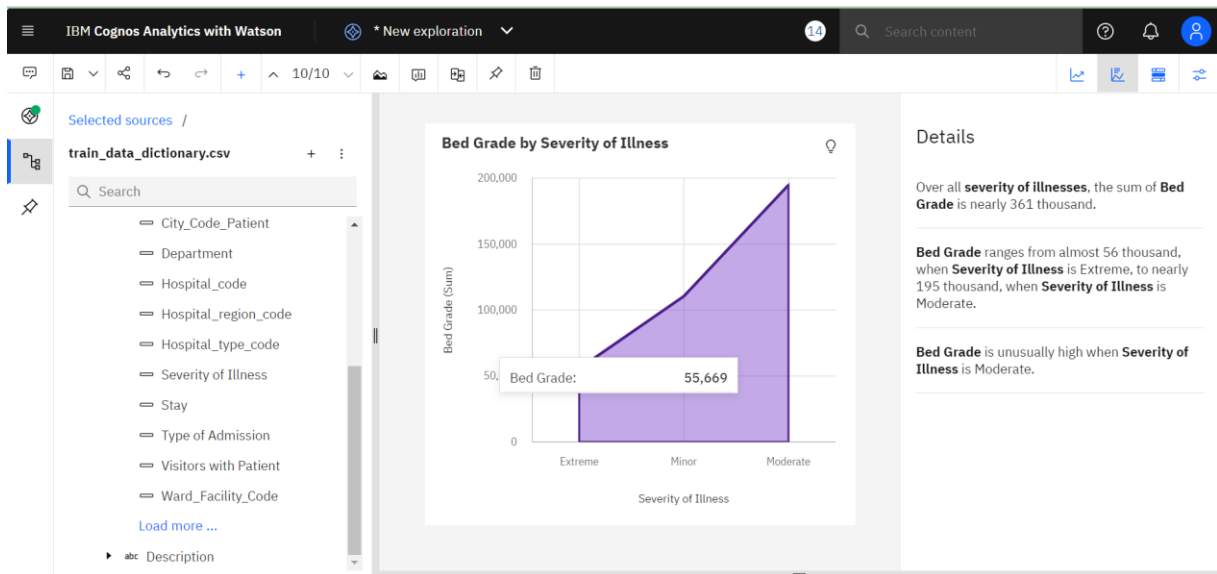 IBM Cognos Analytics with Watson
* New exploration
14
Search content
10/10
Selected sources /
train_data_dictionary.csv
Search
City_Code_Patient
Department
Hospital_code
Hospital_region_code
Hospital_type_code
Severity of Illness
Stay
Type of Admission
Visitors with Patient
Ward_Facility_Code
Load more ...
abc Description
Bed Grade by Severity of Illness
Bed Grade (Sum)
200,000
150,000
100,000
50,
0
Bed Grade: 55,669
Extreme Minor Moderate
Severity of Illness
Details
Over all severity of illnesses, the sum of Bed
Grade is nearly 361 thousand.
Bed Grade ranges from almost 56 thousand,
when Severity of Illness is Extreme, to nearly
195 thousand, when Severity of Illness is
Moderate.
Bed Grade is unusually high when Severity of
Illness is Moderate.